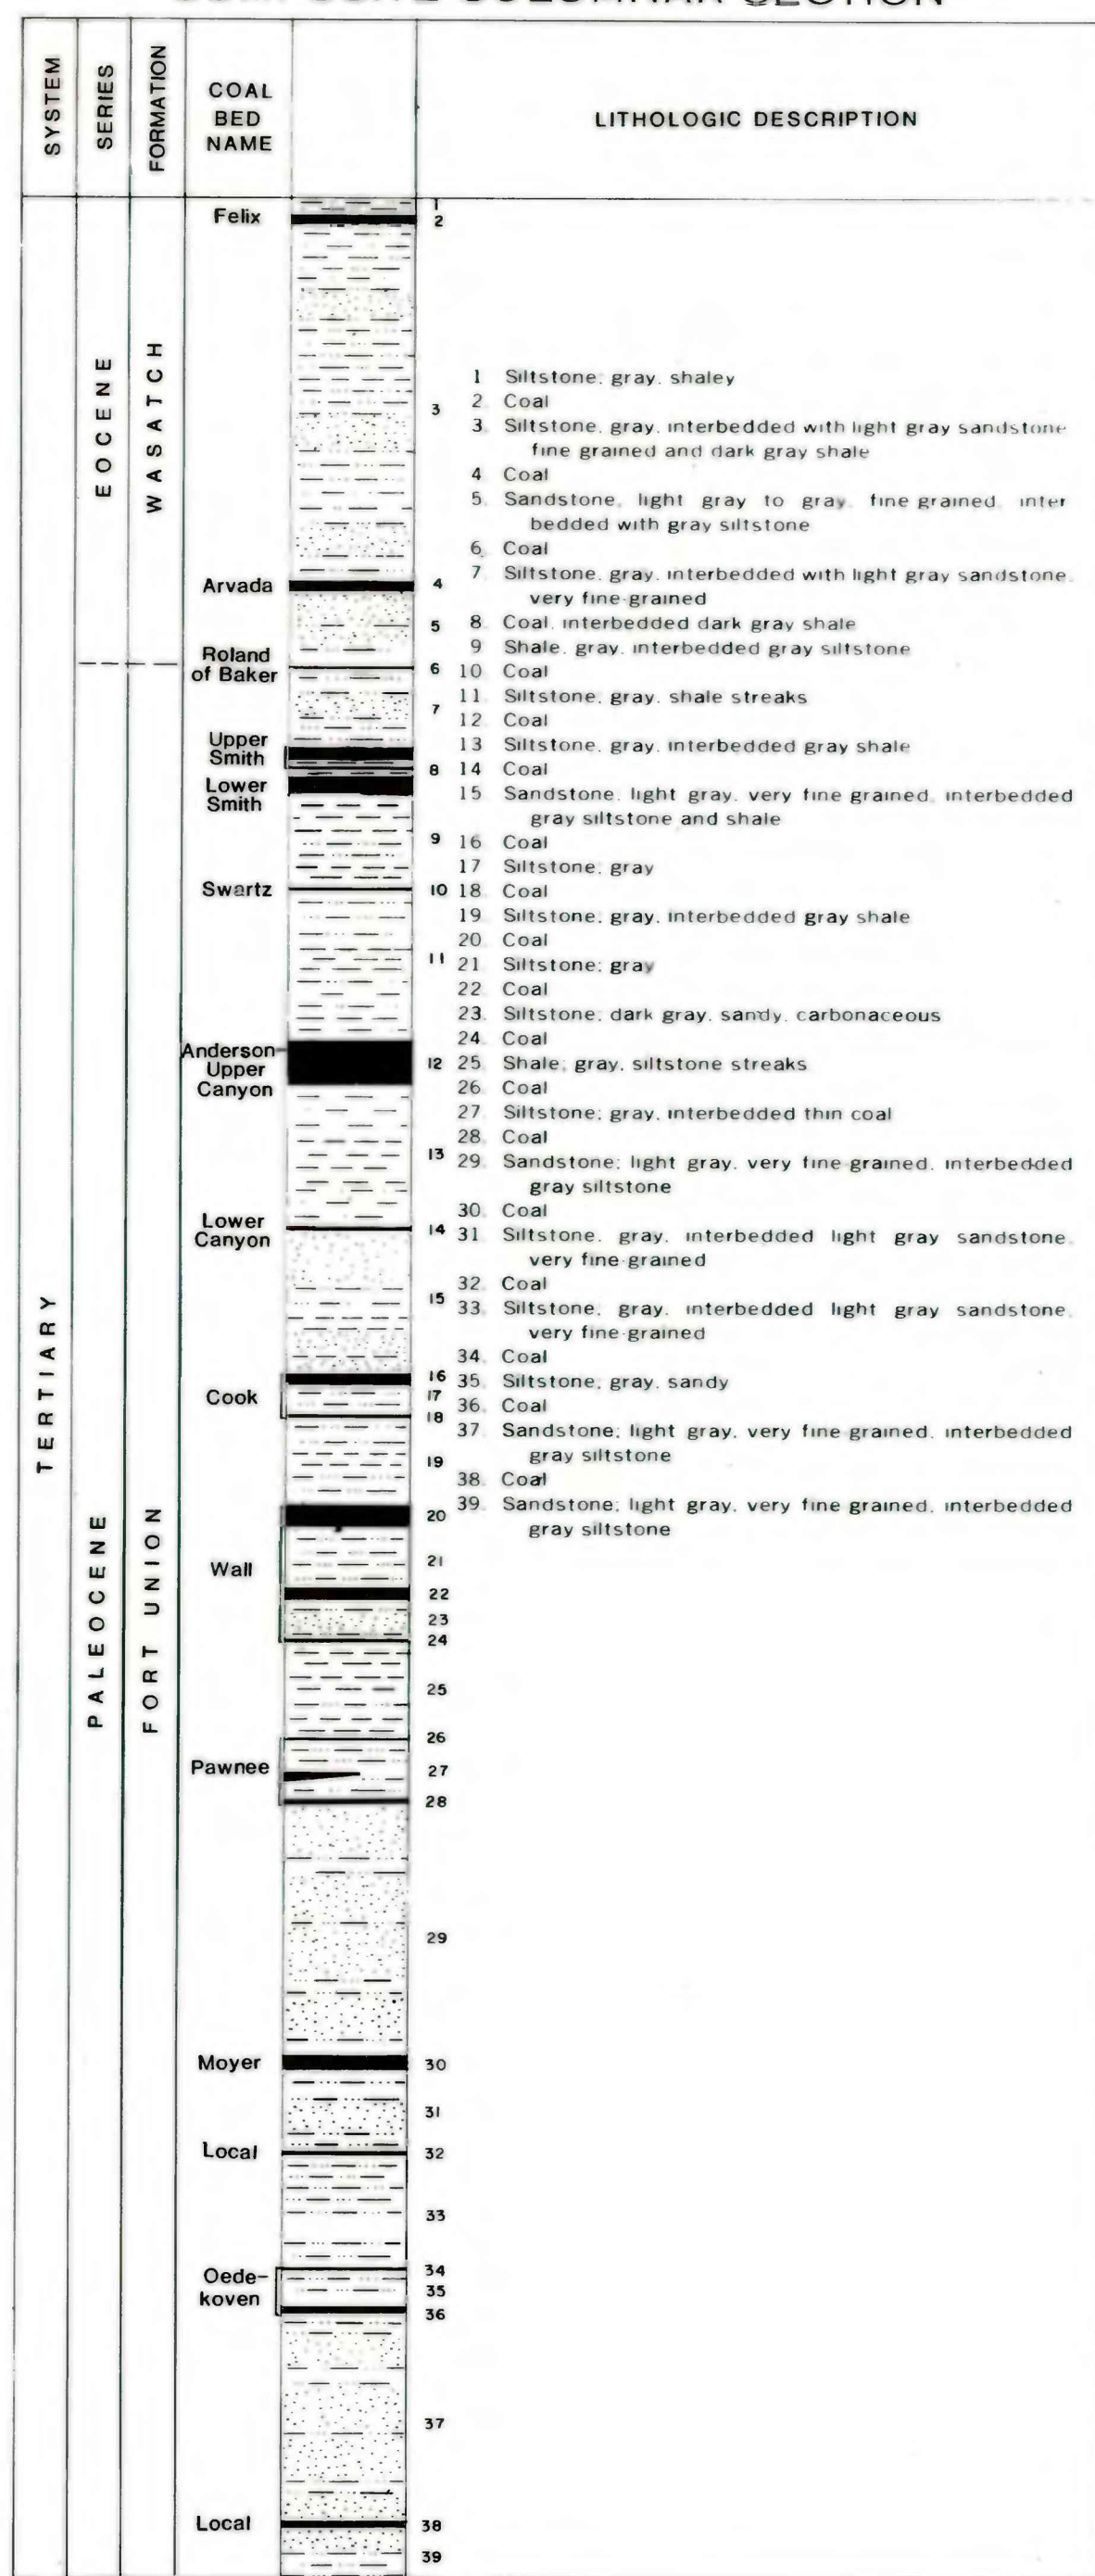 COMPOSITE COLUMNAR SECTION
SYSTEM
SERIES
FORMATION
COAL
BED
NAME
LITHOLOGIC DESCRIPTION
TERTIARY
EOCENE
PALEOCENE
WASATCH
FORT UNION
Felix
Arvada
Roland
of Baker
Upper
Smith
Lower
Smith
Swartz
Anderson-
Upper
Canyon
Lower
Canyon
Cook
Wall
Pawnee
Moyer
Local
Oede-
koven
Local
1
2
3
4
5
6
7
8
9
10
11
12
13
14
15
16
17
18
19
20
21
22
23
24
25
26
27
28
29
30
31
32
33
34
35
36
37
38
39
1 Siltstone, gray, shaley
2 Coal
3 Siltstone, gray, interbedded with light gray sandstone
fine grained and dark gray shale
4 Coal
5 Sandstone, light gray to gray, fine grained, inter
bedded with gray siltstone
6 Coal
7 Siltstone, gray, interbedded with light gray sandstone,
very fine-grained
8 Coal, interbedded dark gray shale
9 Shale, gray, interbedded gray siltstone
10 Coal
11 Siltstone, gray, shale streaks
12 Coal
13 Siltstone, gray, interbedded gray shale
14 Coal
15 Sandstone, light gray, very fine grained, interbedded
gray siltstone and shale
16 Coal
17 Siltstone; gray
18 Coal
19 Siltstone, gray, interbedded gray shale
20 Coal
21 Siltstone; gray
22 Coal
23 Siltstone; dark gray, sandy, carbonaceous
24 Coal
25 Shale; gray, siltstone streaks
26 Coal
27 Siltstone; gray, interbedded thin coal
28 Coal
29 Sandstone; light gray, very fine-grained, interbedded
gray siltstone
30 Coal
31 Siltstone, gray, interbedded light gray sandstone,
very fine-grained
32 Coal
33 Siltstone, gray, interbedded light gray sandstone,
very fine-grained
34 Coal
35 Siltstone, gray, sandy
36 Coal
37 Sandstone; light gray, very fine grained, interbedded
gray siltstone
38 Coal
39 Sandstone; light gray, very fine grained, interbedded
gray siltstone